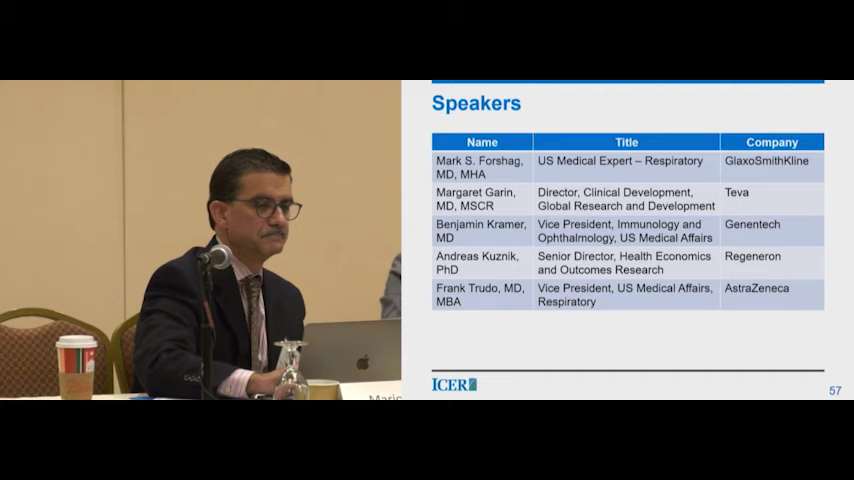 Speakers
Name Title Company
Mark S. Forshag, US Medical Expert – Respiratory GlaxoSmithKline
MD, MHA
Margaret Garin, Director, Clinical Development, Teva
MD, MSCR Global Research and Development
Benjamin Kramer, Vice President, Immunology and Genentech
MD Ophthalmology, US Medical Affairs
Andreas Kuznik, Senior Director, Health Economics Regeneron
PhD and Outcomes Research
Frank Trudo, MD, Vice President, US Medical Affairs, AstraZeneca
MBA Respiratory
ICER
57